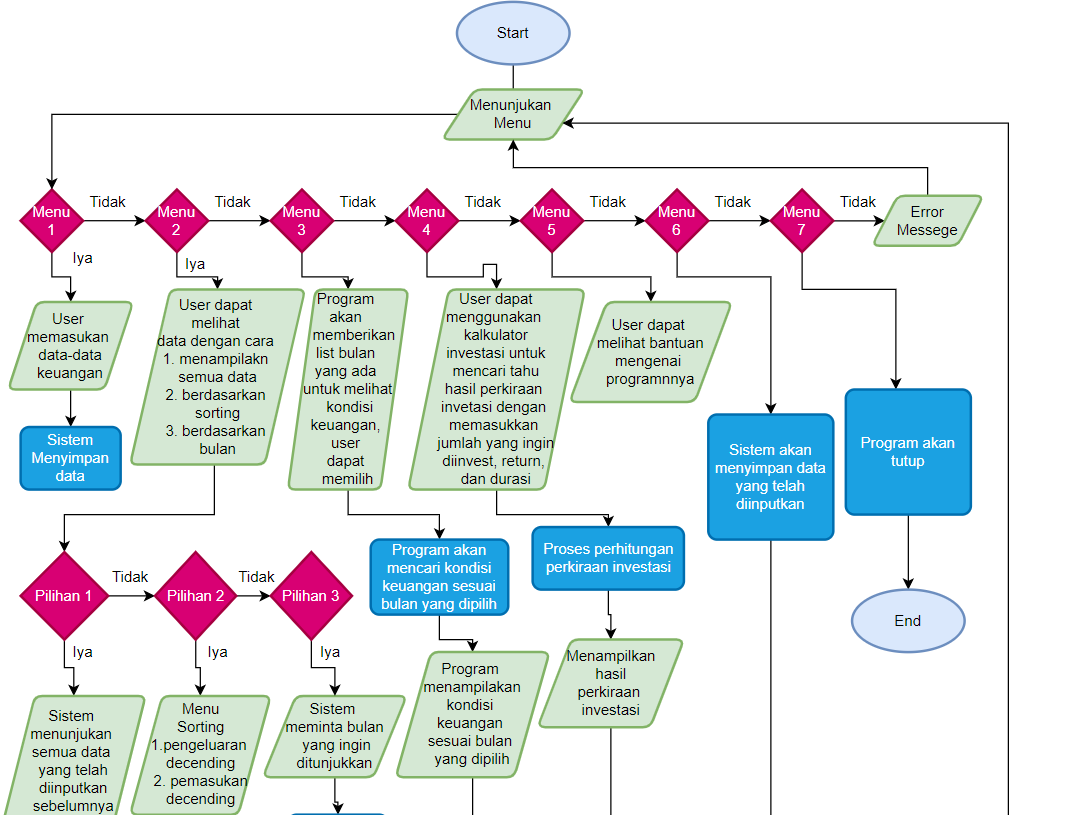 Start
Menunjukan
Menu
Menu
1
Tidak
Menu
2
Tidak
Menu
3
Tidak
Menu
4
Tidak
Menu
5
Tidak
Menu
6
Tidak
Menu
7
Tidak
Error
Messege
Iya
Iya
User
memasukan
data-data
keuangan
User dapat
melihat
data dengan cara
1. menampilakn
semua data
2. berdasarkan
sorting
3. berdasarkan
bulan
Program
akan
memberikan
list bulan
yang ada
untuk melihat
kondisi
keuangan,
user
dapat
memilih
User dapat
menggunakan
kalkulator
investasi untuk
mencari tahu
hasil perkiraan
invetasi dengan
memasukkan
jumlah yang ingin
diinvest, return,
dan durasi
User dapat
melihat bantuan
mengenai
programnnya
Sistem
Menyimpan
data
Sistem akan
menyimpan data
yang telah
diinputkan
Program akan
tutup
Program akan
mencari kondisi
keuangan sesuai
bulan yang dipilih
Proses perhitungan
perkiraan investasi
End
Pilihan 1
Tidak
Pilihan 2
Tidak
Pilihan 3
Iya
Iya
Iya
Sistem
menunjukan
semua data
yang telah
diinputkan
sebelumnya
Menu
Sorting
1.pengeluaran
decending
2. pemasukan
decending
Sistem
meminta bulan
yang ingin
ditunjukkan
Program
menampilakan
kondisi
keuangan
sesuai bulan
yang dipilih
Menampilkan
hasil
perkiraan
investasi